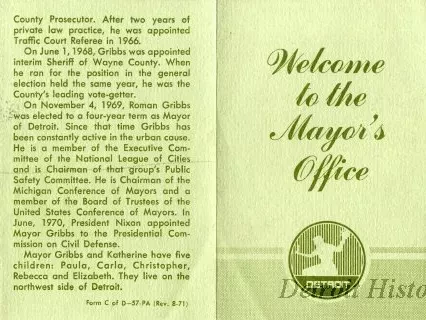 County Prosecutor. After two years of
private law practice, he was appointed
Traffic Court Referee in 1966.
On June 1, 1968, Gribbs was appointed
interim Sheriff of Wayne County. When
he ran for the position in the general
election held the same year, he was the
County's leading vote-getter.
On November 4, 1969, Roman Gribbs
was elected to a four-year term as Mayor
of Detroit. Since that time Gribbs has
been constantly active in the urban cause.
He is a member of the Executive Com-
mittee of the National League of Cities
and is Chairman of that group's Public
Safety Committee. He is Chairman of the
Michigan Conference of Mayors and a
member of the Board of Trustees of the
United States Conference of Mayors. In
June, 1970, President Nixon appointed
Mayor Gribbs to the Presidential Com-
mission on Civil Defense.
Mayor Gribbs and Katherine have five
children: Paula, Carla, Christopher,
Rebecca and Elizabeth. They live on the
northwest side of Detroit.
Form C of D—57-PA (Rev. 8-71)
Welcome
to the
Mayor's
Office
DETROIT
Detroit Histo